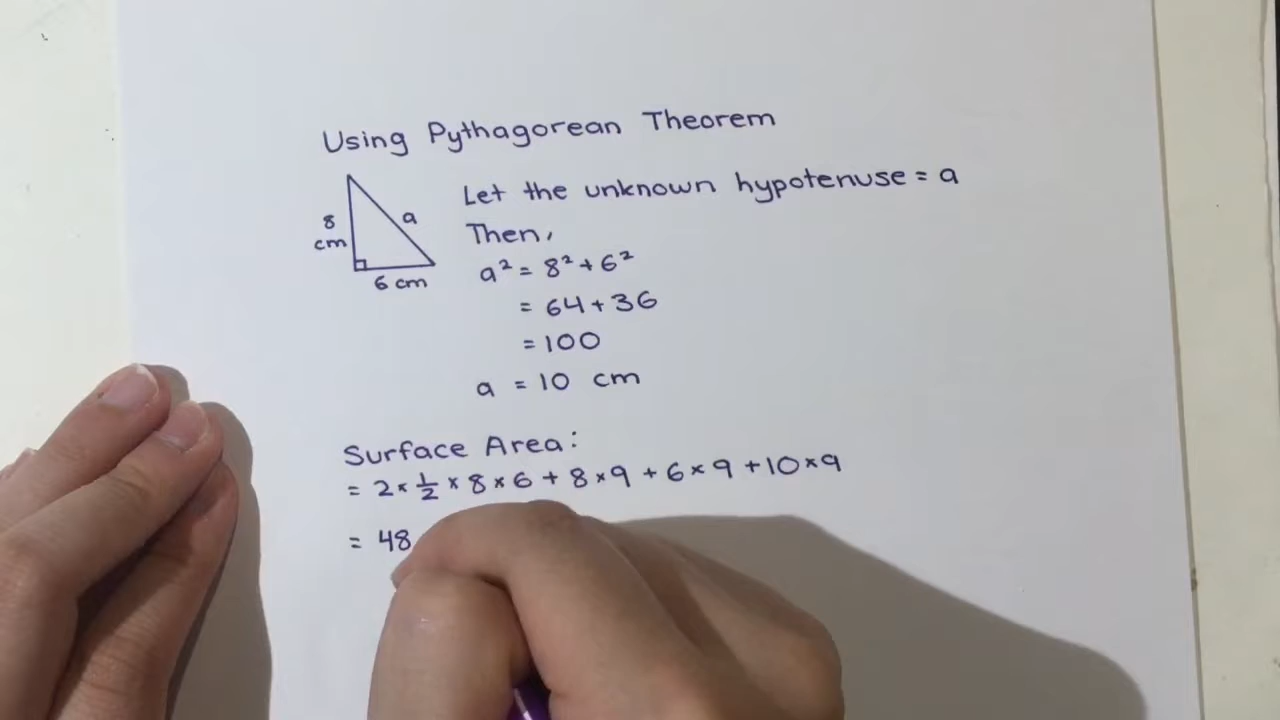 Using Pythagorean Theorem
Let the unknown hypotenuse = a
8 cm
a
6 cm
Then,
a² = 8² + 6²
= 64 + 36
= 100
a = 10 cm
Surface Area:
= 2 × 1/2 × 8 × 6 + 8 × 9 + 6 × 9 + 10 × 9
= 48